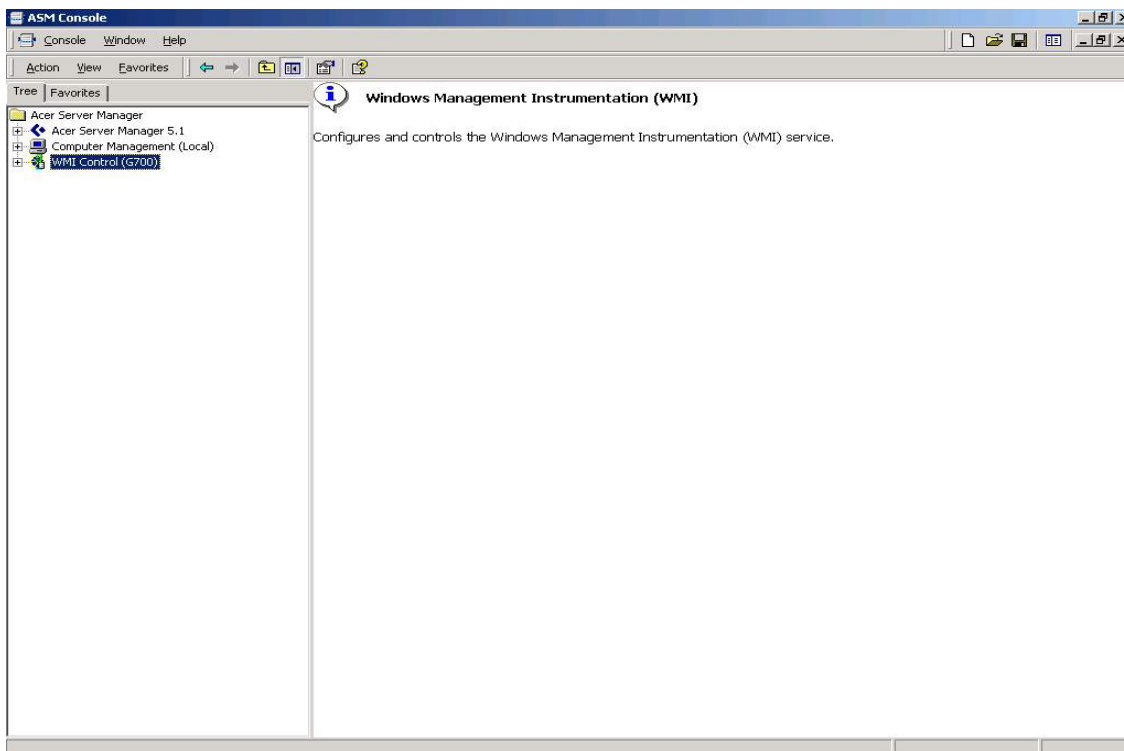 ASM Console
Console Window Help
Action View Favorites
Tree Favorites
Acer Server Manager
Acer Server Manager 5.1
Computer Management (Local)
WMI Control (G700)
Windows Management Instrumentation (WMI)
Configures and controls the Windows Management Instrumentation (WMI) service.